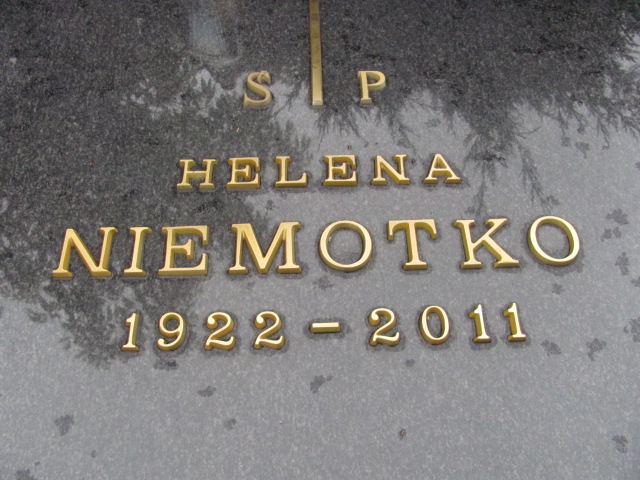 S P
HELENA
NIEMOTKO
1922-2011